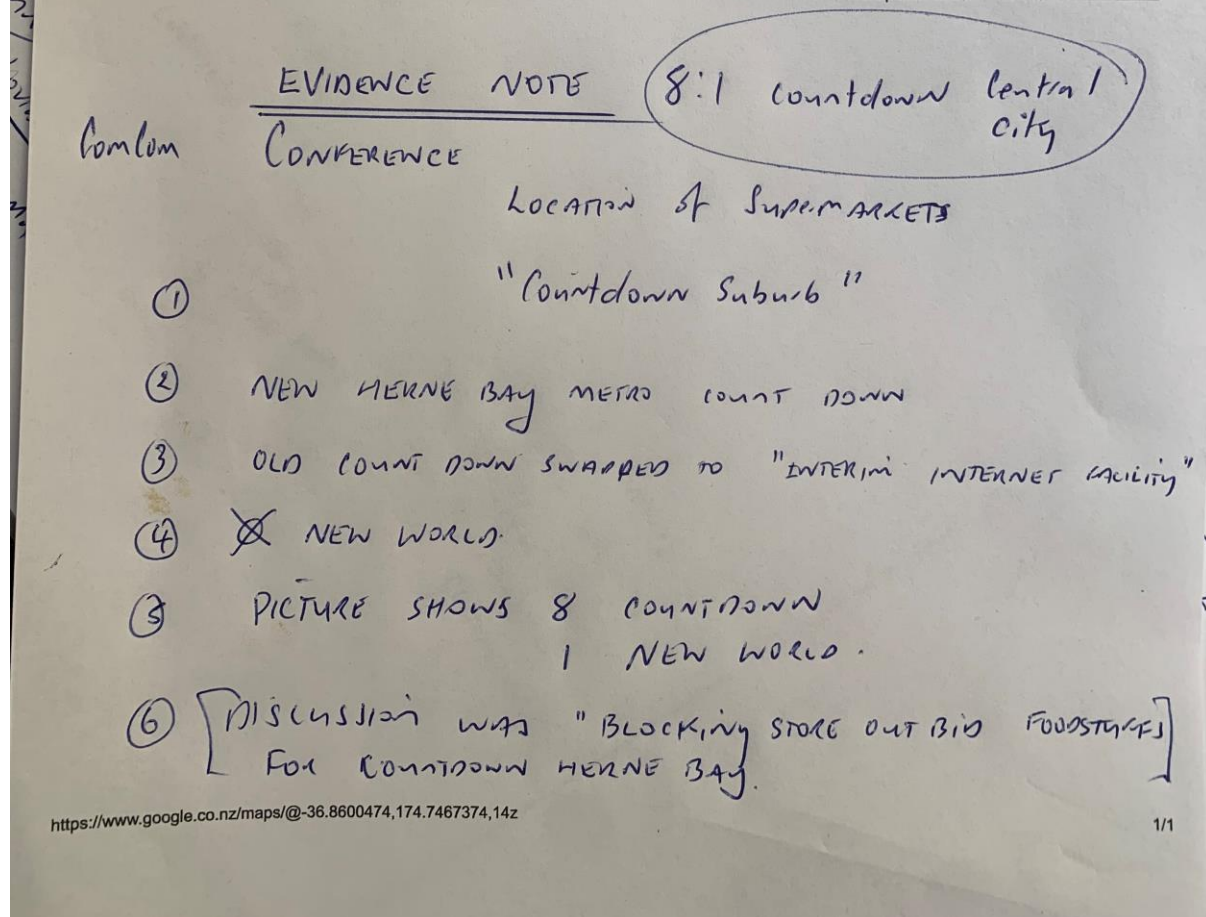 EVIDENCE NOTE
8:1 countdown Central
city
ComCom CONFERENCE
LOCATION of SUPERMARKETS
① "Countdown Suburb"
② NEW HERNE BAY METRO COUNT DOWN
③ OLD COUNT DOWN SWAPPED TO "INTERIM INTERNET FACILITY"
④ NEW WORLD.
⑤ PICTURE SHOWS 8 COUNTDOWN
1 NEW WORLD.
⑥ [DISCUSSION WAS "BLOCKING STORE OUT BID FOODSTUFFS]
FOR COUNTDOWN HERNE BAY.
https://www.google.co.nz/maps/@-36.8600474,174.7467374,14z
1/1